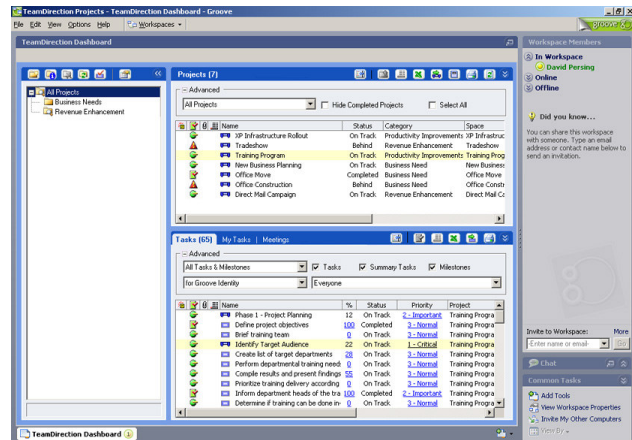 TeamDirection Projects - TeamDirection Dashboard - Groove
File Edit View Options Help Workspaces
groove
TeamDirection Dashboard
Workspace Members
In Workspace
David Persing
Online
Offline
Did you know...
You can share this workspace
with someone. Type an email
address or contact name below to
send an invitation.
All Projects
Business Needs
Revenue Enhancement
Projects (7)
Advanced
All Projects Hide Completed Projects Select All
Name Status Category Space
XP Infrastructure Rollout On Track Productivity Improvements XP Infrastruc
Tradeshow Behind Revenue Enhancement Tradeshow
Training Program On Track Productivity Improvements Training Prog
New Business Planning On Track Business Need New Business
Office Move Completed Business Need Office Move
Office Construction Behind Business Need Office Constr
Direct Mail Campaign On Track Revenue Enhancement Direct Mail Ca
Tasks (65) My Tasks | Meetings
Advanced
All Tasks & Milestones Tasks Summary Tasks Milestones
for Groove Identity Everyone
Name % Status Priority Project
Phase 1 - Project Planning 12 On Track 2 - Important Training Progra
Define project objectives 100 Completed 3 - Normal Training Progra
Brief training team 0 On Track 3 - Normal Training Progra
Identify Target Audience 22 On Track 1 - Critical Training Progra
Create list of target departments 28 On Track 3 - Normal Training Progra
Perform departmental training need 0 On Track 3 - Normal Training Progra
Compile results and present findings 55 On Track 3 - Normal Training Progra
Prioritize training delivery according 0 On Track 3 - Normal Training Progra
Inform department heads of the tra 100 Completed 2 - Important Training Progra
Determine if training can be done in- 0 On Track 3 - Normal Training Progra
Invite to Workspace: More
Enter name or email Go
Chat
Common Tasks
Add Tools
View Workspace Properties
Invite My Other Computers
View By
TeamDirection Dashboard